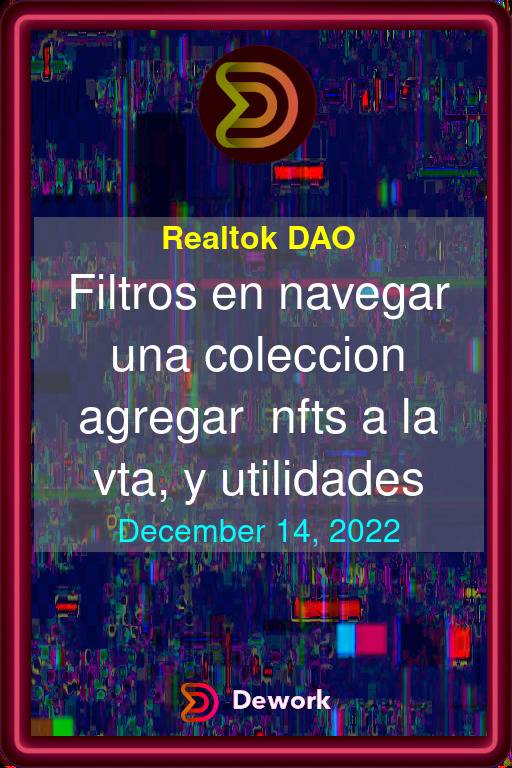 Realtok DAO
Filtros en navegar
una coleccion
agregar  nfts a la
vta, y utilidades
December 14, 2022
Dework